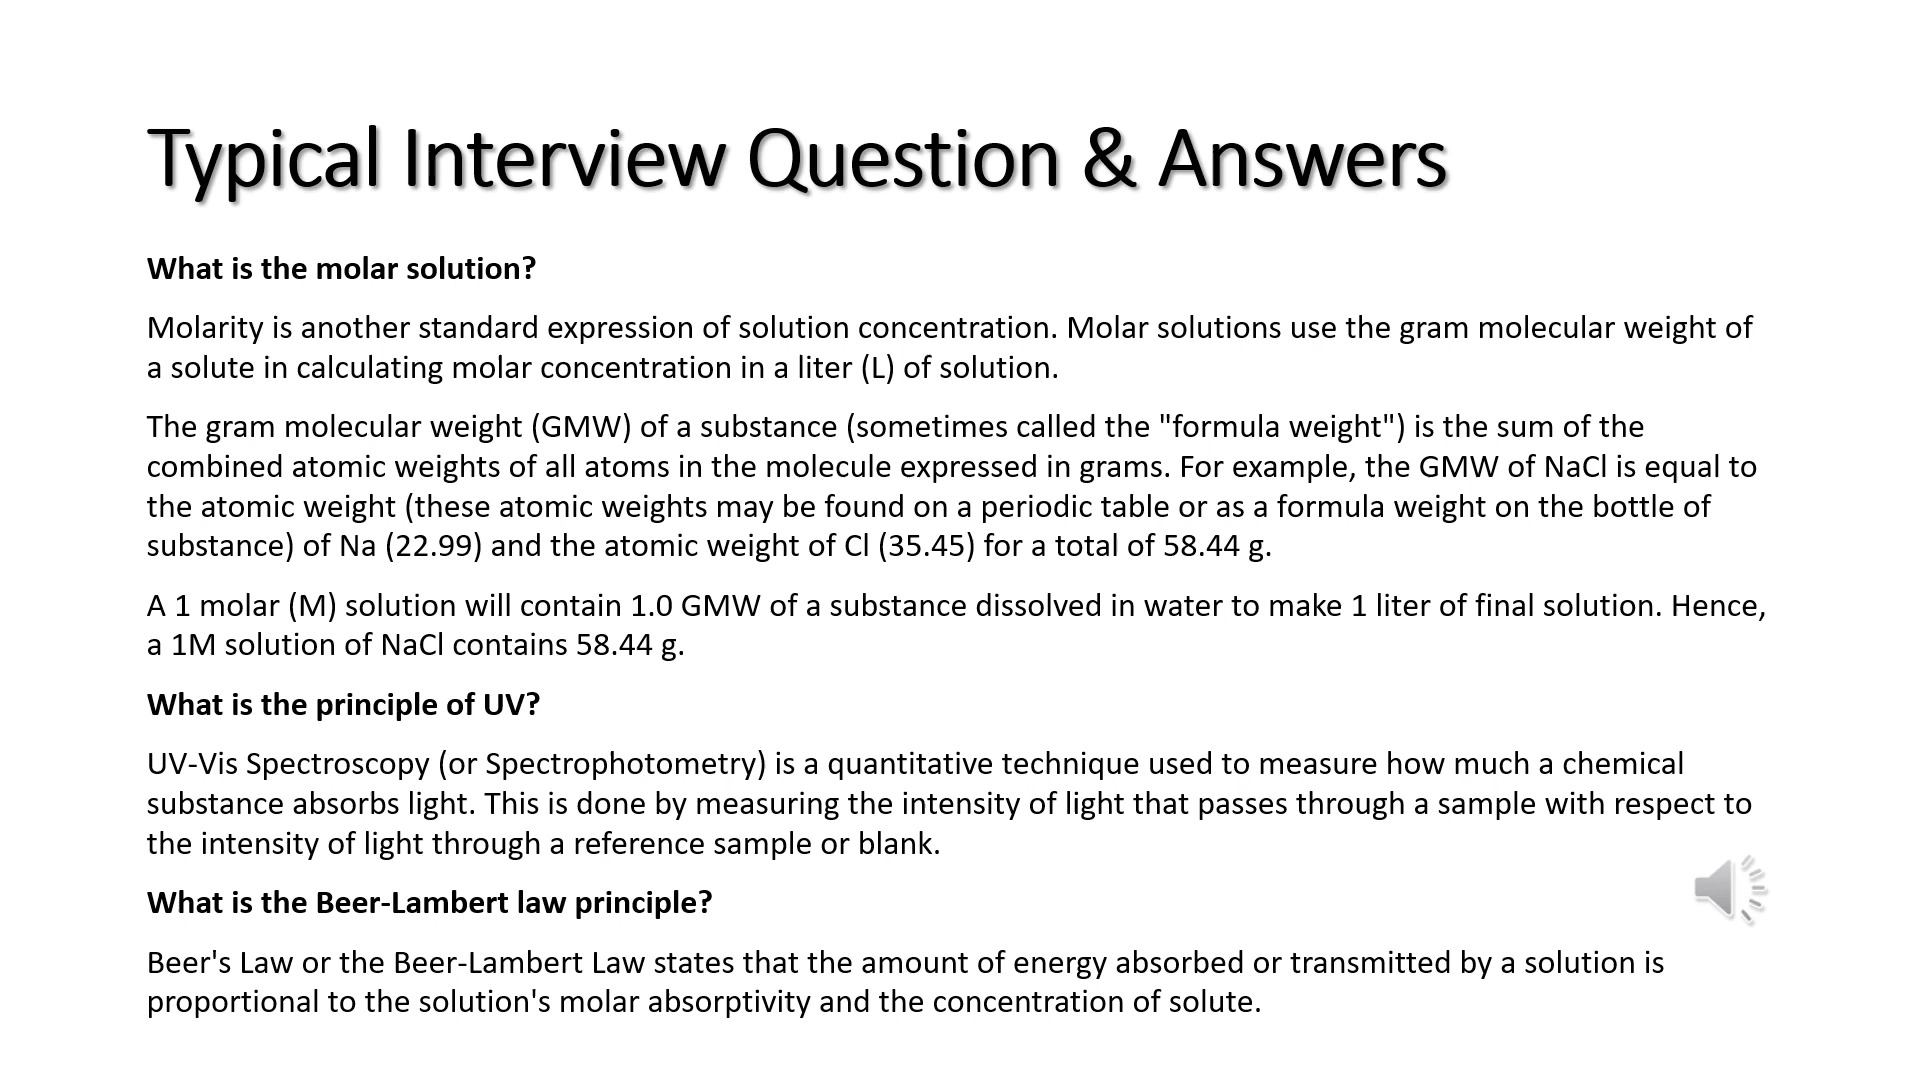 Typical Interview Question & Answers
What is the molar solution?
Molarity is another standard expression of solution concentration. Molar solutions use the gram molecular weight of
a solute in calculating molar concentration in a liter (L) of solution.
The gram molecular weight (GMW) of a substance (sometimes called the "formula weight") is the sum of the
combined atomic weights of all atoms in the molecule expressed in grams. For example, the GMW of NaCl is equal to
the atomic weight (these atomic weights may be found on a periodic table or as a formula weight on the bottle of
substance) of Na (22.99) and the atomic weight of Cl (35.45) for a total of 58.44 g.
A 1 molar (M) solution will contain 1.0 GMW of a substance dissolved in water to make 1 liter of final solution. Hence,
a 1M solution of NaCl contains 58.44 g.
What is the principle of UV?
UV-Vis Spectroscopy (or Spectrophotometry) is a quantitative technique used to measure how much a chemical
substance absorbs light. This is done by measuring the intensity of light that passes through a sample with respect to
the intensity of light through a reference sample or blank.
What is the Beer-Lambert law principle?
Beer's Law or the Beer-Lambert Law states that the amount of energy absorbed or transmitted by a solution is
proportional to the solution's molar absorptivity and the concentration of solute.